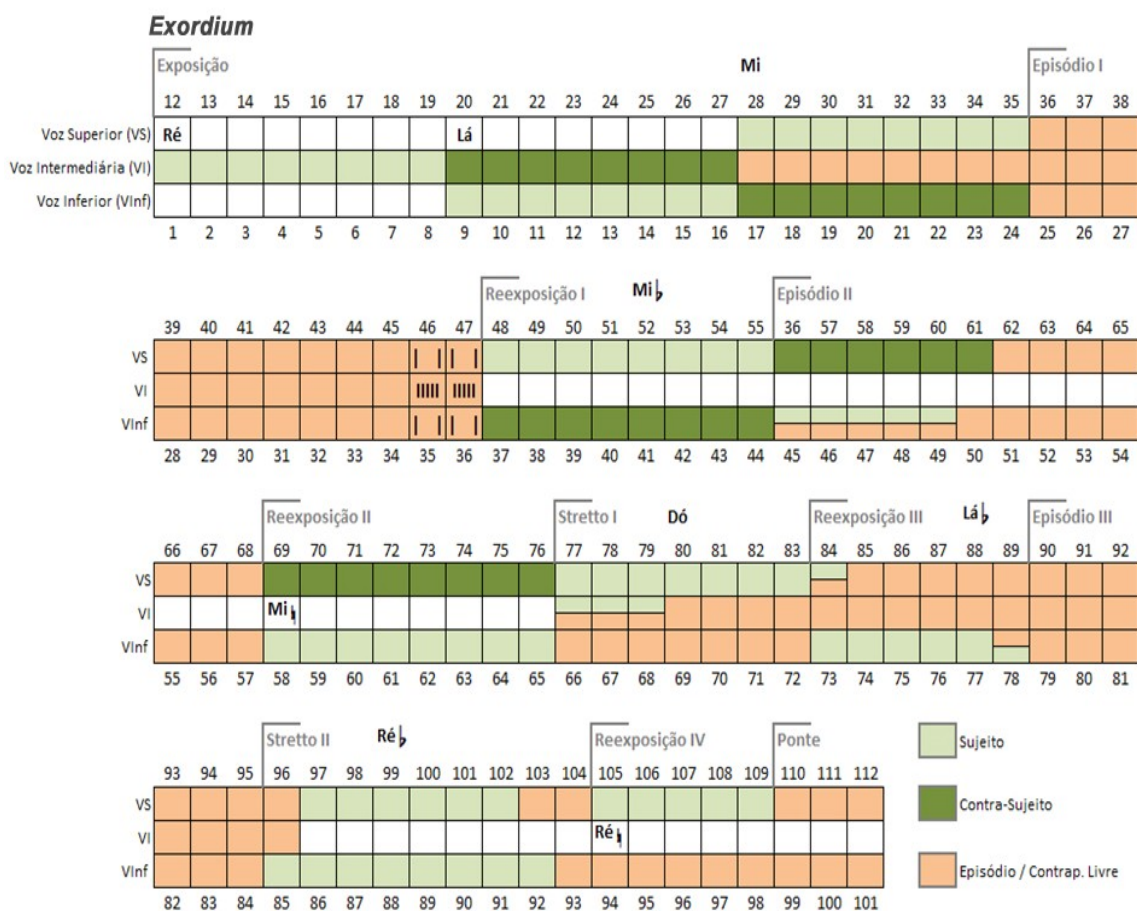 Exordium
Exposição Mi Episódio I
12 13 14 15 16 17 18 19 20 21 22 23 24 25 26 27 28 29 30 31 32 33 34 35 36 37 38
Voz Superior (VS) Ré Lá
Voz Intermediária (VI)
Voz Inferior (VInf)
1 2 3 4 5 6 7 8 9 10 11 12 13 14 15 16 17 18 19 20 21 22 23 24 25 26 27
Reexposição I Mi♭ Episódio II
39 40 41 42 43 44 45 46 47 48 49 50 51 52 53 54 55 36 57 58 59 60 61 62 63 64 65
VS
VI
VInf
28 29 30 31 32 33 34 35 36 37 38 39 40 41 42 43 44 45 46 47 48 49 50 51 52 53 54
Reexposição II Stretto I Dó Reexposição III Lá♭ Episódio III
66 67 68 69 70 71 72 73 74 75 76 77 78 79 80 81 82 83 84 85 86 87 88 89 90 91 92
VS
VI Mi♮
VInf
55 56 57 58 59 60 61 62 63 64 65 66 67 68 69 70 71 72 73 74 75 76 77 78 79 80 81
Stretto II Ré♭ Reexposição IV Ponte
93 94 95 96 97 98 99 100 101 102 103 104 105 106 107 108 109 110 111 112
VS
VI Ré♮
VInf
82 83 84 85 86 87 88 89 90 91 92 93 94 95 96 97 98 99 100 101
Sujeito
Contra-Sujeito
Episódio / Contrap. Livre